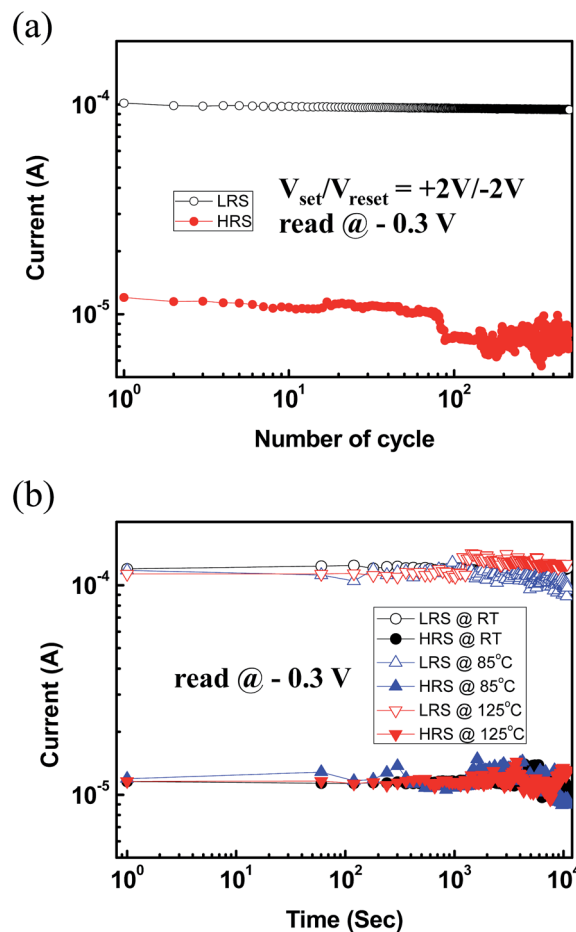 (a)
10⁻⁴
10⁻⁵
Current (A)
LRS
HRS
V_set/V_reset = +2V/-2V
read @ - 0.3 V
10⁰ 10¹ 10²
Number of cycle
(b)
10⁻⁴
10⁻⁵
Current (A)
LRS @ RT
HRS @ RT
LRS @ 85°C
HRS @ 85°C
LRS @ 125°C
HRS @ 125°C
read @ - 0.3 V
10⁰ 10¹ 10² 10³ 10⁴
Time (Sec)